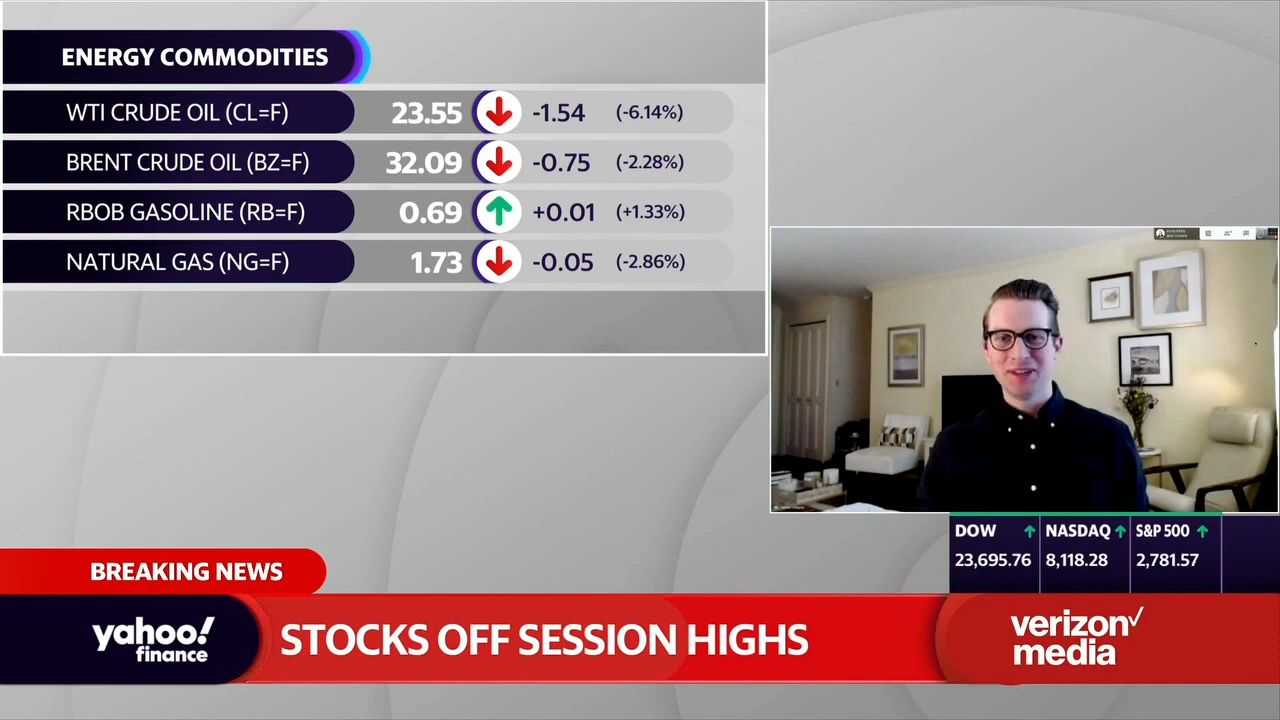 ENERGY COMMODITIES
WTI CRUDE OIL (CL=F) 23.55 -1.54 (-6.14%)
BRENT CRUDE OIL (BZ=F) 32.09 -0.75 (-2.28%)
RBOB GASOLINE (RB=F) 0.69 +0.01 (+1.33%)
NATURAL GAS (NG=F) 1.73 -0.05 (-2.86%)
DOW NASDAQ S&P 500
23,695.76 8,118.28 2,781.57
BREAKING NEWS
yahoo!
finance
STOCKS OFF SESSION HIGHS
verizon
media